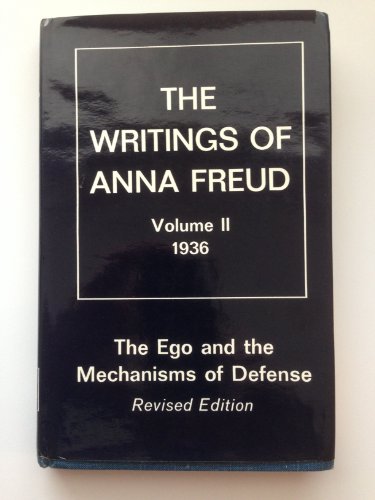 THE
WRITINGS OF
ANNA FREUD
Volume II
1936
The Ego and the
Mechanisms of Defense
Revised Edition